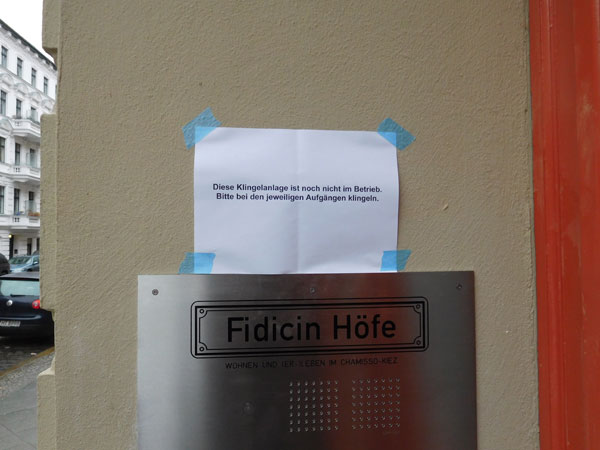 Diese Klingelanlage ist noch nicht im Betrieb.
Bitte bei den jeweiligen Aufgängen klingeln.
Fidicin Höfe
WOHNEN UND LEBEN IM CHAMISSO-KIEZ